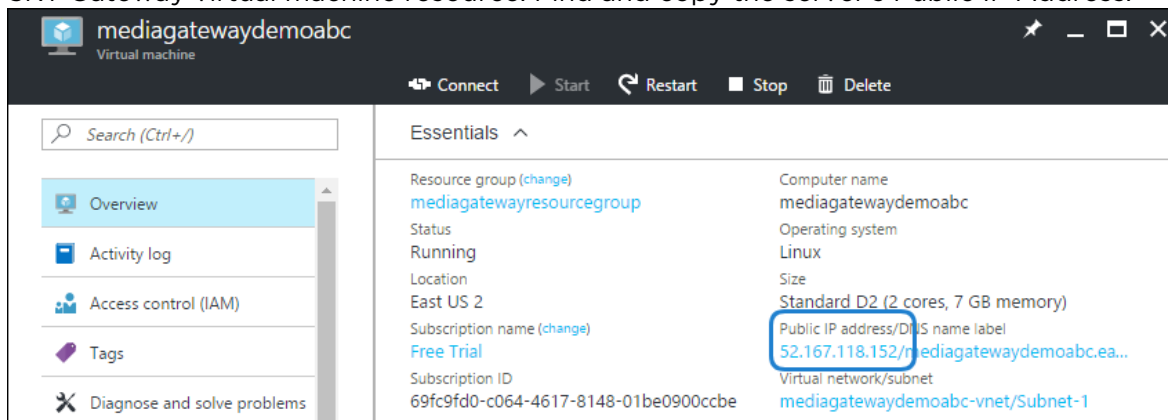 mediagatewaydemoabc
Virtual machine
Connect Start Restart Stop Delete
Search (Ctrl+/)
Essentials
Overview
Activity log
Access control (IAM)
Tags
Diagnose and solve problems
Resource group (change)
mediagatewayresourcegroup
Status
Running
Location
East US 2
Subscription name (change)
Free Trial
Subscription ID
69fc9fd0-c064-4617-8148-01be0900ccbe
Computer name
mediagatewaydemoabc
Operating system
Linux
Size
Standard D2 (2 cores, 7 GB memory)
Public IP address/DNS name label
52.167.118.152/mediagatewaydemoabc.ea...
Virtual network/subnet
mediagatewaydemoabc-vnet/Subnet-1